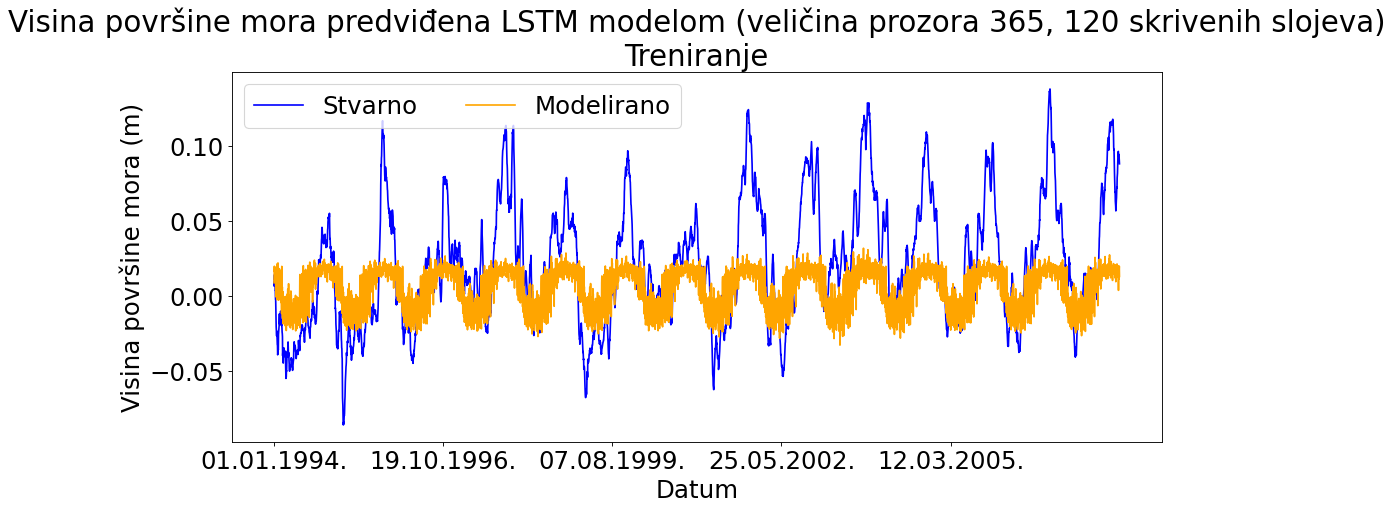 Visina površine mora predviđena LSTM modelom (veličina prozora 365, 120 skrivenih slojeva)
Treniranje
Stvarno
Modelirano
Visina površine mora (m)
0.10
0.05
0.00
−0.05
01.01.1994.
19.10.1996.
07.08.1999.
25.05.2002.
12.03.2005.
Datum